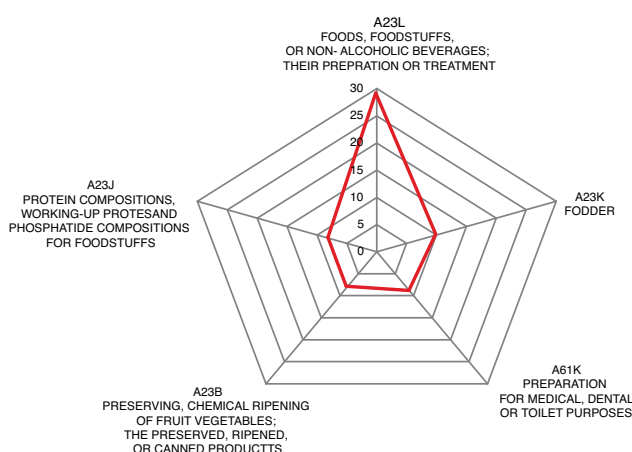 A23L
FOODS, FOODSTUFFS,
OR NON- ALCOHOLIC BEVERAGES;
THEIR PREPRATION OR TREATMENT
30
25
20
15
10
5
0
A23J
PROTEIN COMPOSITIONS,
WORKING-UP PROTESAND
PHOSPHATIDE COMPOSITIONS
FOR FOODSTUFFS
A23K
FODDER
A61K
PREPARATION
FOR MEDICAL, DENTAL
OR TOILET PURPOSES
A23B
PRESERVING, CHEMICAL RIPENING
OF FRUIT VEGETABLES;
THE PRESERVED, RIPENED,
OR CANNED PRODUCTTS